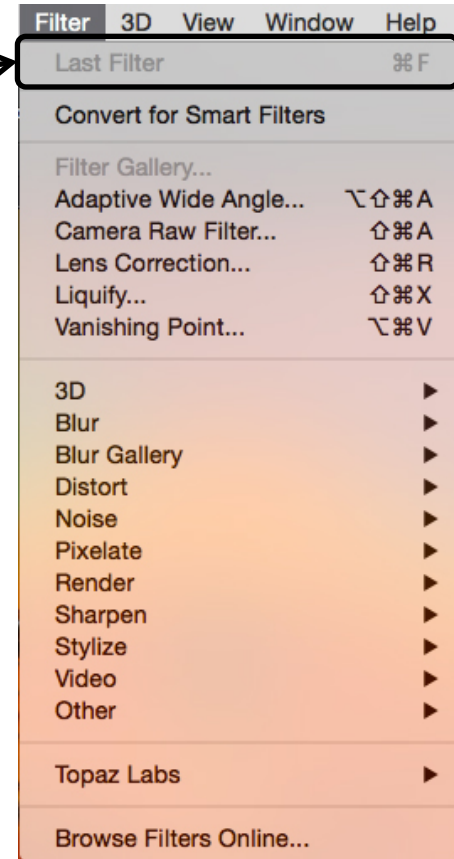 Filter 3D View Window Help
Last Filter ⌘F
Convert for Smart Filters
Filter Gallery...
Adaptive Wide Angle... ⌥⇧⌘A
Camera Raw Filter... ⇧⌘A
Lens Correction... ⇧⌘R
Liquify... ⇧⌘X
Vanishing Point... ⌥⌘V
3D
Blur
Blur Gallery
Distort
Noise
Pixelate
Render
Sharpen
Stylize
Video
Other
Topaz Labs
Browse Filters Online...